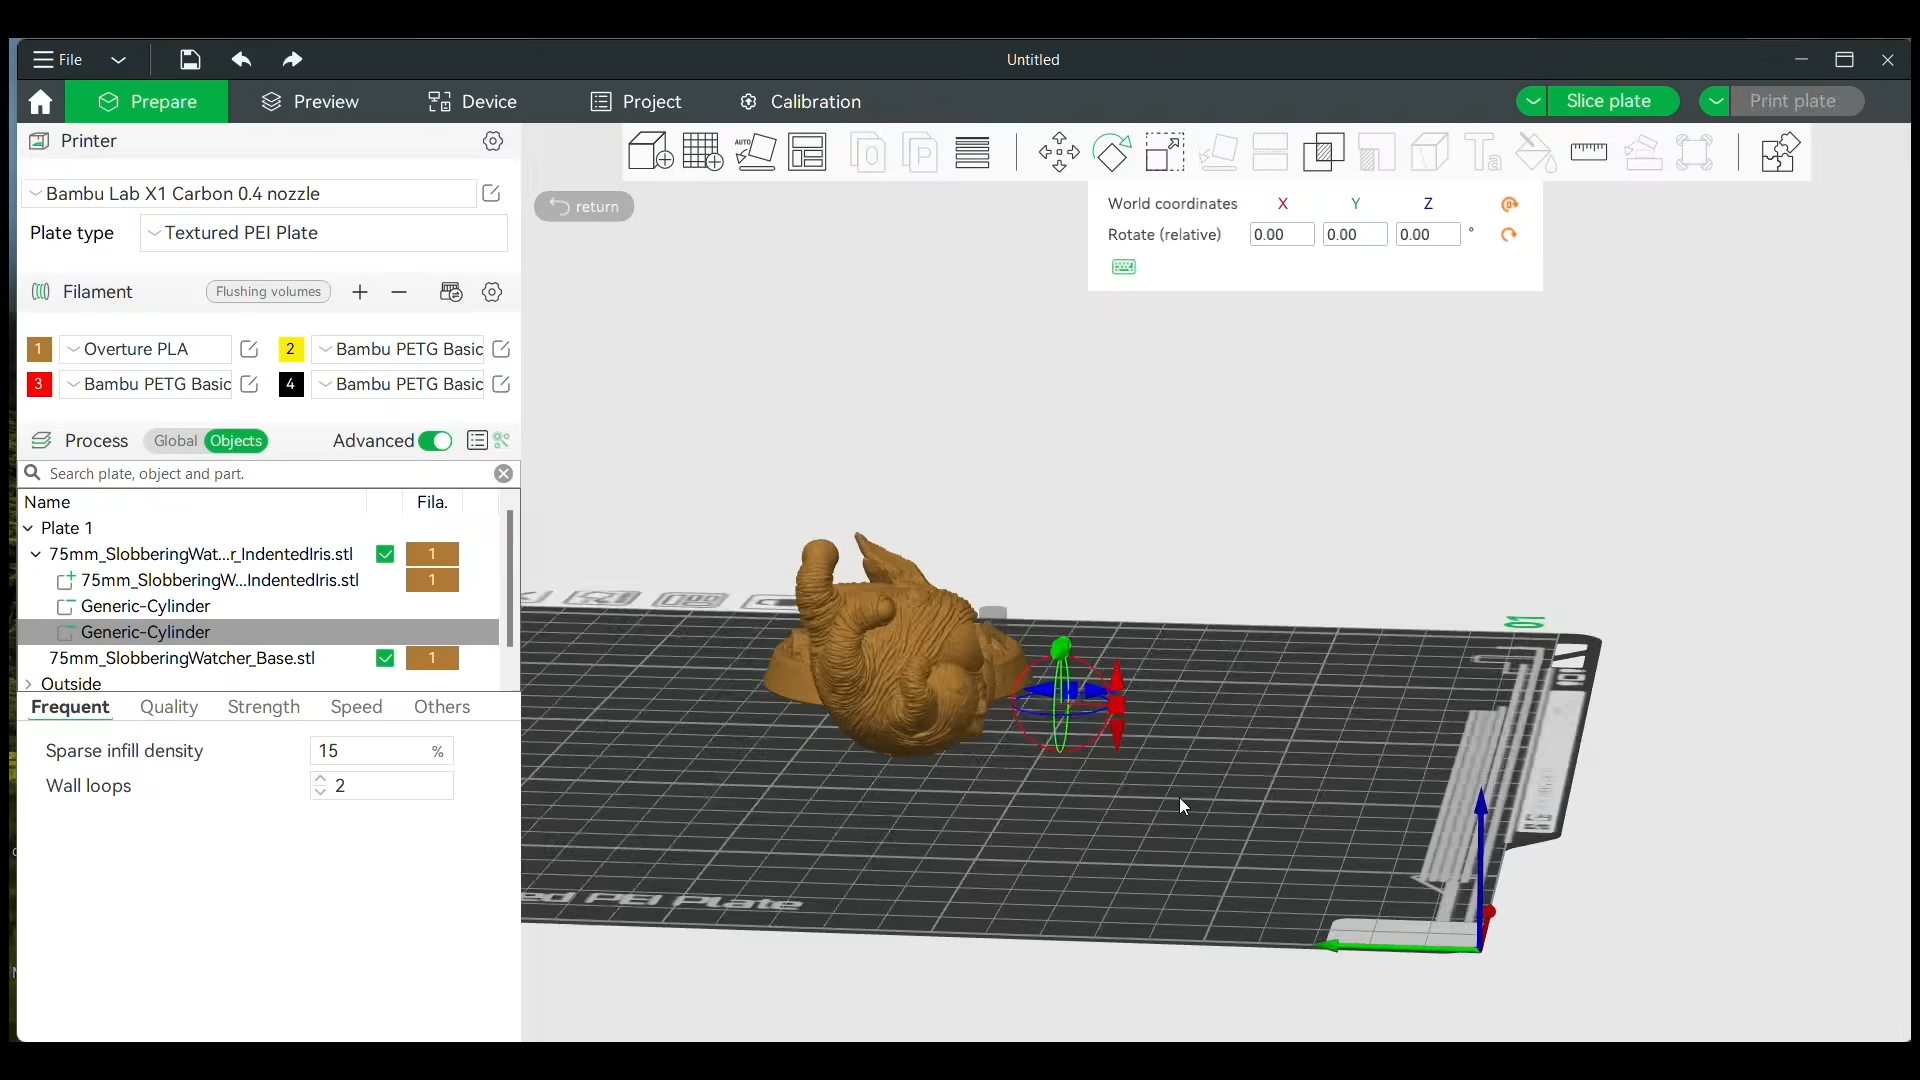 File
Untitled
Prepare
Preview
Device
Project
Calibration
Slice plate
Print plate
Printer
Bambu Lab X1 Carbon 0.4 nozzle
return
World coordinates X Y Z
Plate type Textured PEI Plate
Rotate (relative) 0.00 0.00 0.00 °
Filament Flushing volumes
1 Overture PLA 2 Bambu PETG Basic
3 Bambu PETG Basic 4 Bambu PETG Basic
Process Global Objects Advanced
Search plate, object and part.
Name Fila.
Plate 1
75mm_SlobberingWat...r_IndentedIris.stl 1
75mm_SlobberingW...IndentedIris.stl 1
Generic-Cylinder
Generic-Cylinder
75mm_SlobberingWatcher_Base.stl 1
Outside
Frequent Quality Strength Speed Others
Sparse infill density 15 %
Wall loops 2
01
ed PEI Plate